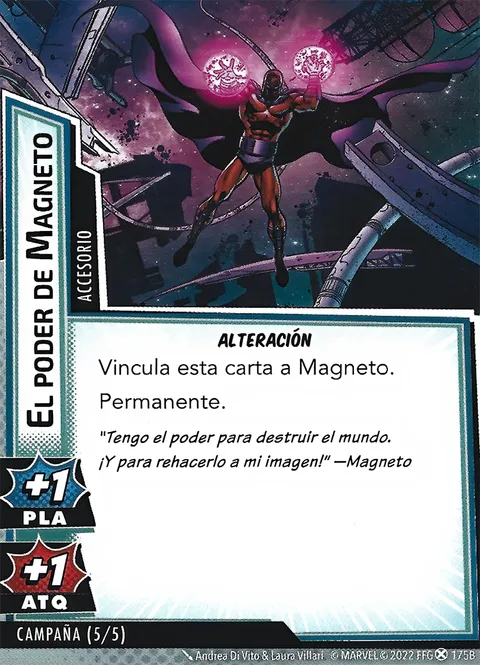 EL PODER DE MAGNETO
ACCESORIO
ALTERACIÓN
Vincula esta carta a Magneto.
Permanente.
"Tengo el poder para destruir el mundo.
¡Y para rehacerlo a mi imagen!" —Magneto
+1
PLA
+1
ATQ
CAMPAÑA (5/5)
Andrea Di Vito & Laura Villari. © MARVEL © 2022 FFG 175B